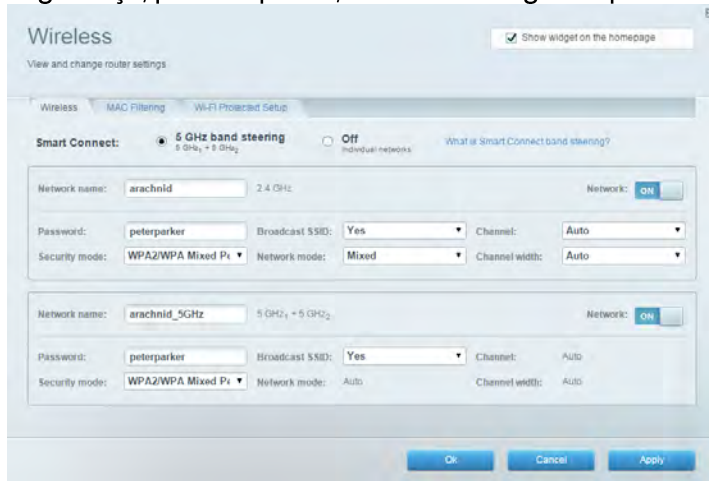 Wireless
Show widget on the homepage
View and change router settings
Wireless MAC Filtering Wi-Fi Protected Setup
Smart Connect: 5 GHz band steering Off What is Smart Connect band steering?
5 GHz1 + 5 GHz2 Individual networks
Network name: arachnid 2.4 GHz Network: ON
Password: peterparker Broadcast SSID: Yes Channel: Auto
Security mode: WPA2/WPA Mixed Pe Network mode: Mixed Channel width: Auto
Network name: arachnid_5GHz 5 GHz1 + 5 GHz2 Network: ON
Password: peterparker Broadcast SSID: Yes Channel: Auto
Security mode: WPA2/WPA Mixed Pe Network mode: Auto Channel width: Auto
Ok Cancel Apply